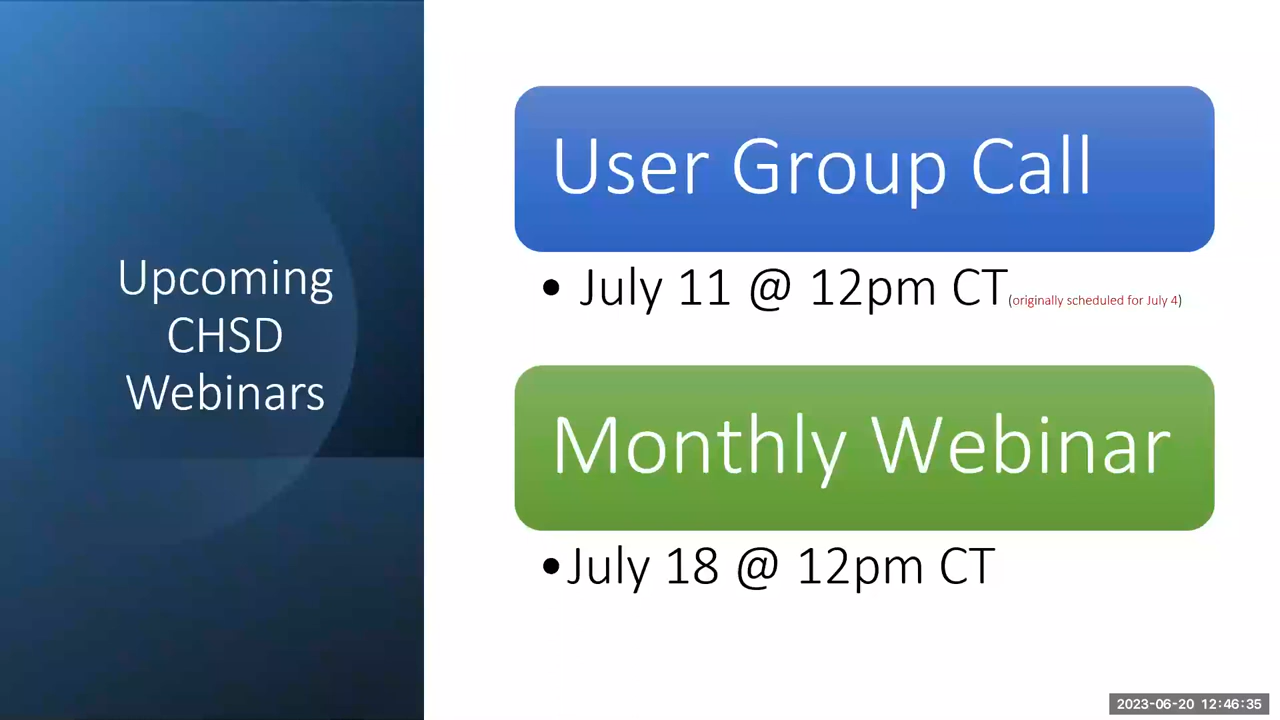 Upcoming
CHSD
Webinars
User Group Call
• July 11 @ 12pm CT (originally scheduled for July 4)
Monthly Webinar
•July 18 @ 12pm CT
2023-06-20 12:46:35